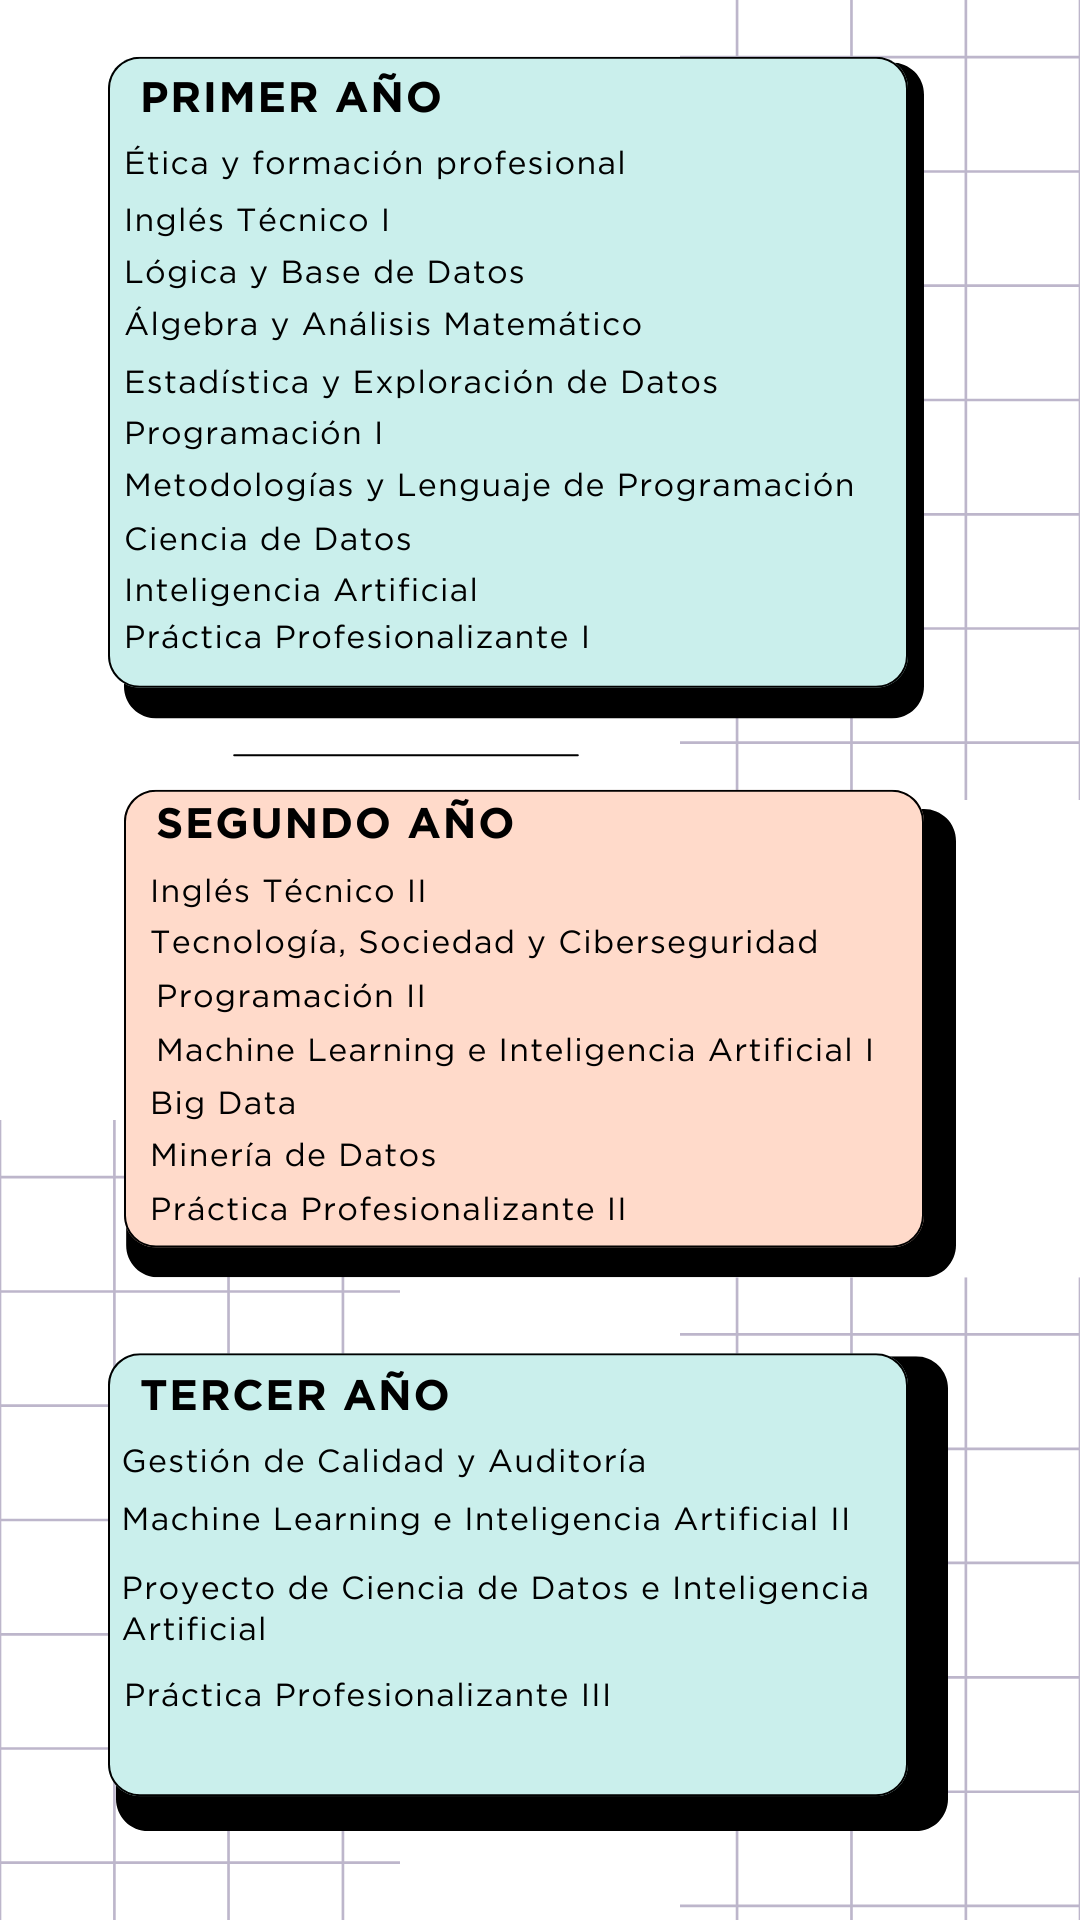 PRIMER AÑO
Ética y formación profesional
Inglés Técnico I
Lógica y Base de Datos
Álgebra y Análisis Matemático
Estadística y Exploración de Datos
Programación I
Metodologías y Lenguaje de Programación
Ciencia de Datos
Inteligencia Artificial
Práctica Profesionalizante I
SEGUNDO AÑO
Inglés Técnico II
Tecnología, Sociedad y Ciberseguridad
Programación II
Machine Learning e Inteligencia Artificial I
Big Data
Minería de Datos
Práctica Profesionalizante II
TERCER AÑO
Gestión de Calidad y Auditoría
Machine Learning e Inteligencia Artificial II
Proyecto de Ciencia de Datos e Inteligencia
Artificial
Práctica Profesionalizante III